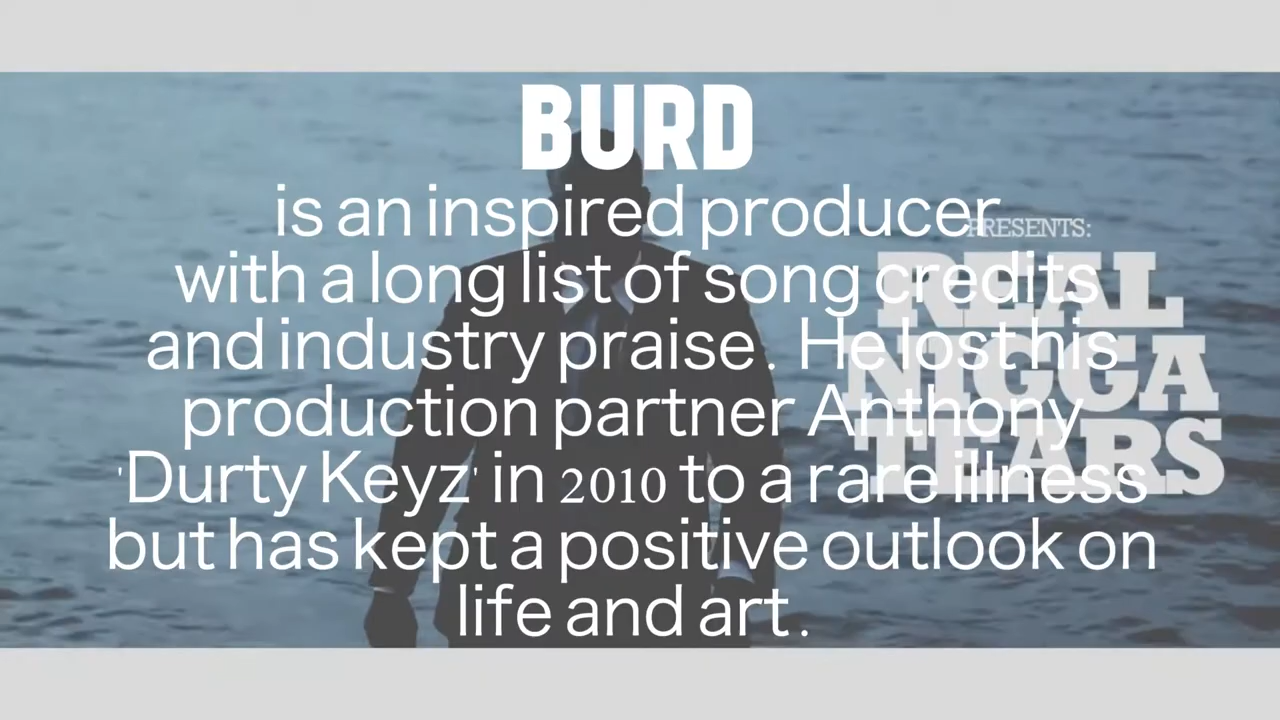 BURD
is an inspired producer
with a long list of song credits
and industry praise. He lost his
production partner Anthony
'Durty Keyz' in 2010 to a rare illness
but has kept a positive outlook on
life and art.
PRESENTS:
REAL
NIGGA
TEARS